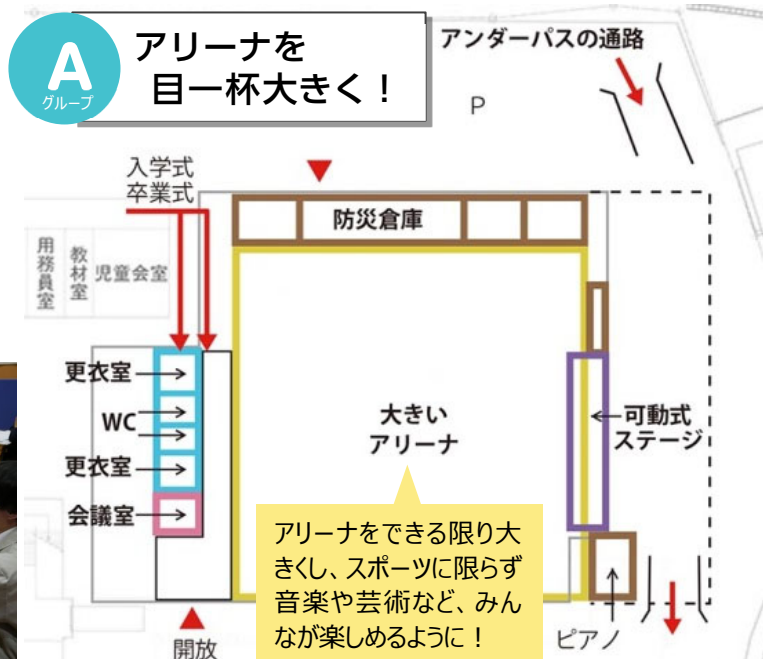 A
グループ
アリーナを
目一杯大きく！
アンダーパスの通路
P
入学式
卒業式
防災倉庫
用務員室
教材室
児童会室
更衣室
WC
更衣室
会議室
大きい
アリーナ
可動式
ステージ
アリーナをできる限り大
きくし、スポーツに限らず
音楽や芸術など、みん
なが楽しめるように！
開放
ピアノ